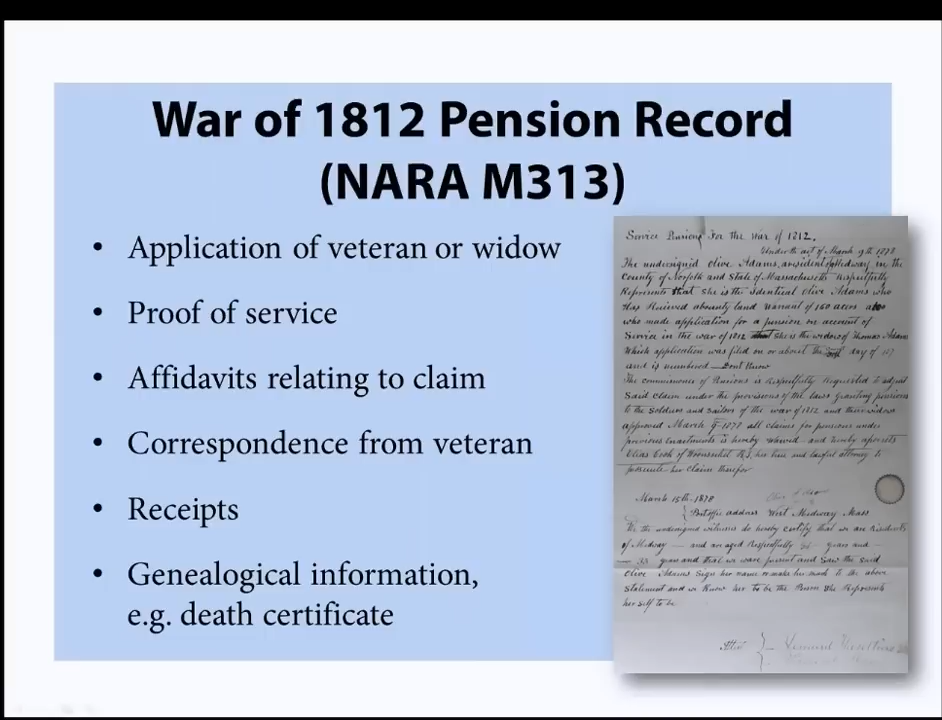 War of 1812 Pension Record
(NARA M313)
• Application of veteran or widow
• Proof of service
• Affidavits relating to claim
• Correspondence from veteran
• Receipts
• Genealogical information,
e.g. death certificate
Service Pension For the War of 1812.
Under the act of March 9th 1878
The undersignid Olive Adams, a resident of Medway in the
County of Norfolk and State of Massachusetts Respectfully
Represents that she is the Identical Olive Adams who
Has Received a bounty land Warrant of 160 acres
who made application for a pension on account of
Service in the war of 1812 She is the widow of Thomas Adams
Which application was filed on or about the day of
and is numbered Dont Know
The commissioner of Pensions is Respectfully Requested to adjust
Said Claim under the provisions of the laws granting pensions
to the Soldiers and Sailors of the war of 1812 and their widows
approved March 9 1878 all claims for pensions under
previous Enactments is hereby Waived and hereby appoints
Elias Cook of Woonsocket R.I. her true and lawful attorney to
prosecute her claim therefor
March 15th 1878
Post office address West Medway Mass
the undersigned witnesses do hereby certify that we are Residents
of Medway and are aged Respectfully years and
33 years and that we were present and Saw the Said
Olive Adams Sign her name or make her mark to the above
Statement and we Know her to be the Person She Represents
her self to be
Attest